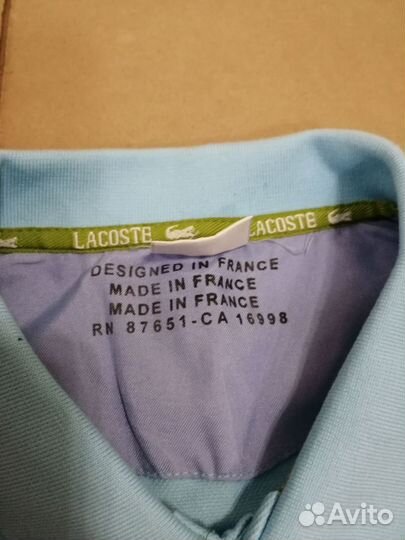 LACOSTE LACOSTE
DESIGNED IN FRANCE
MADE IN FRANCE
MADE IN FRANCE
RN 87651-CA 16998
Avito